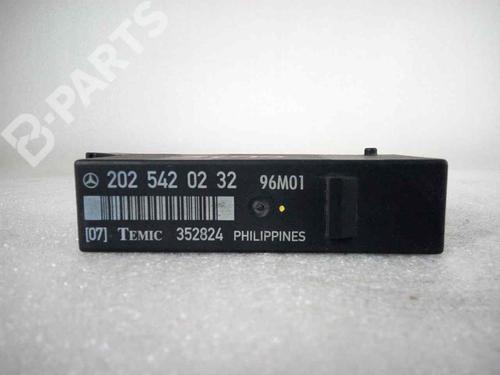 B-PARTS
202 542 02 32 96M01
[07] TEMIC 352824 PHILIPPINES